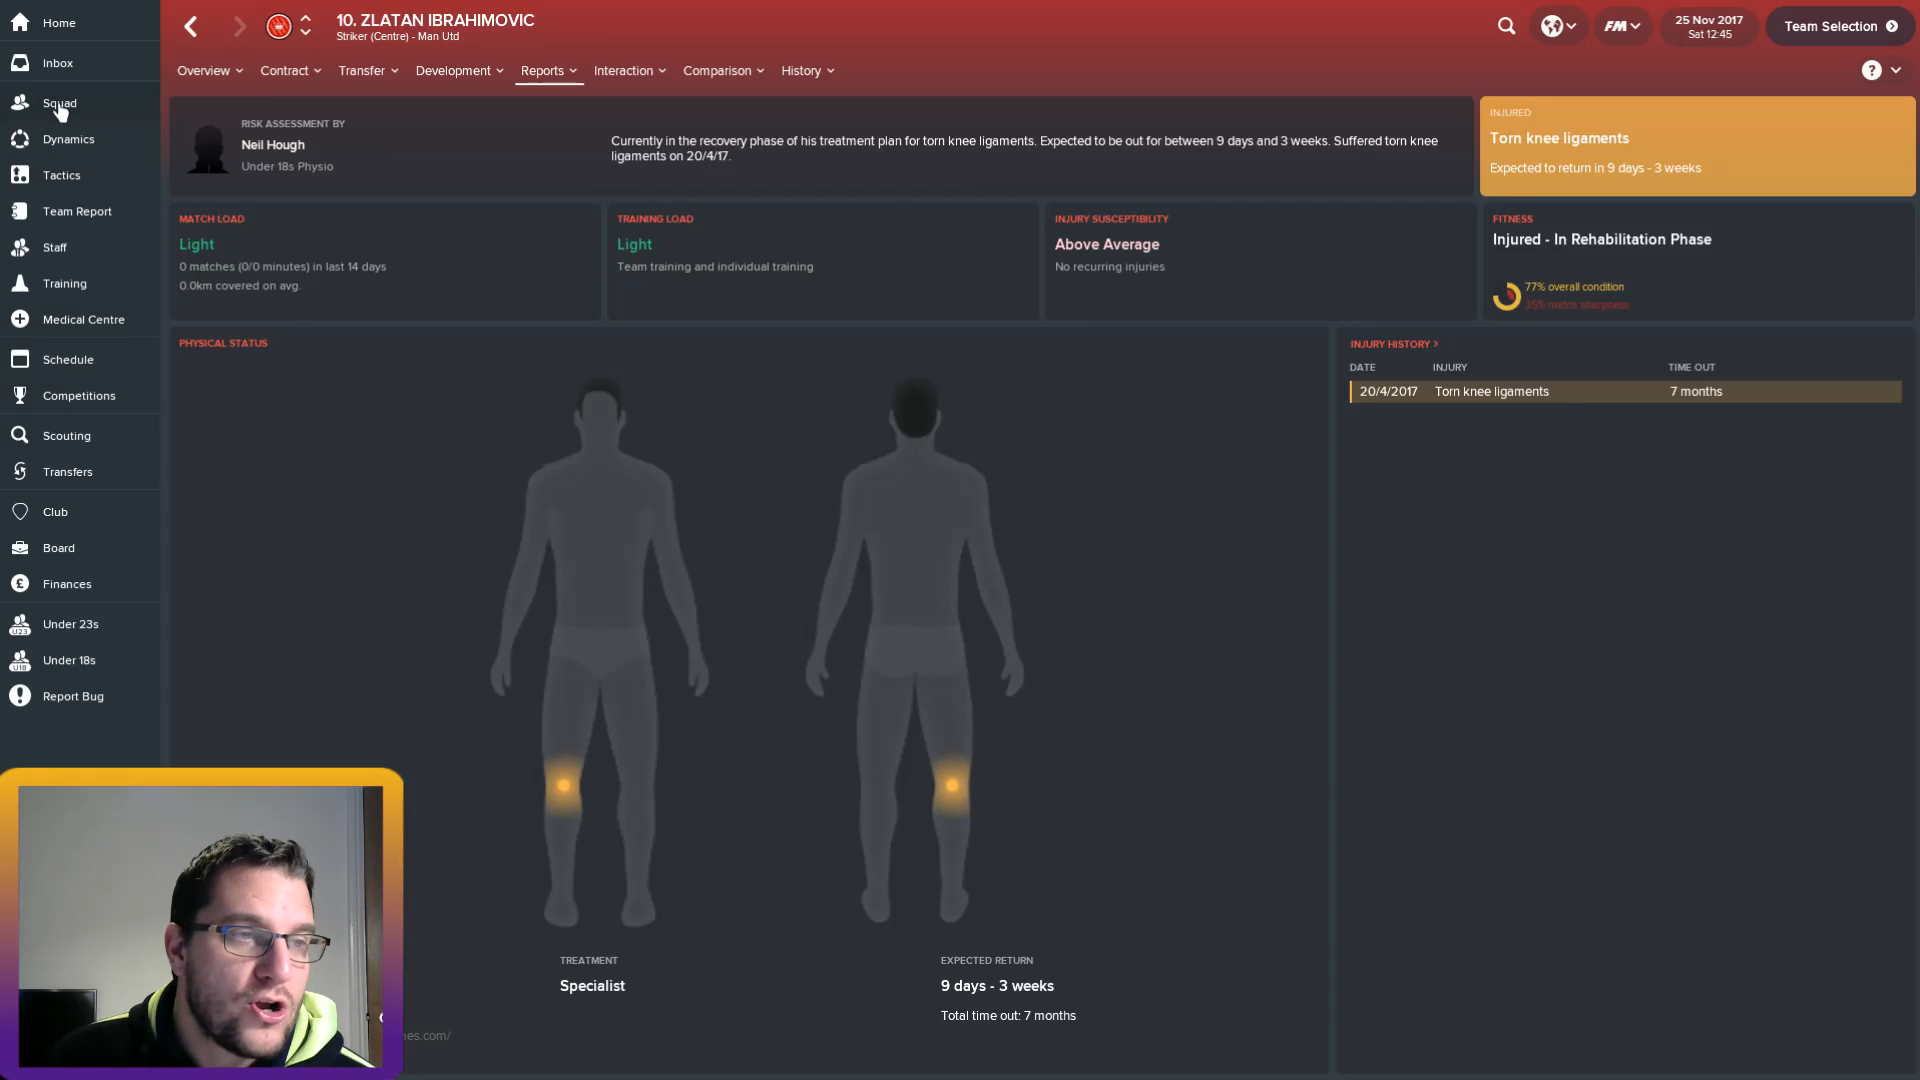 Home
Inbox
Squad
Dynamics
Tactics
Team Report
Staff
Training
Medical Centre
Schedule
Competitions
Scouting
Transfers
Club
Board
Finances
U23
Under 23s
U18
Under 18s
Report Bug
10. ZLATAN IBRAHIMOVIC
Striker (Centre) - Man Utd
FM
25 Nov 2017
Sat 12:45
Team Selection
Overview
Contract
Transfer
Development
Reports
Interaction
Comparison
History
?
RISK ASSESSMENT BY
Neil Hough
Under 18s Physio
Currently in the recovery phase of his treatment plan for torn knee ligaments. Expected to be out for between 9 days and 3 weeks. Suffered torn knee
ligaments on 20/4/17.
INJURED
Torn knee ligaments
Expected to return in 9 days - 3 weeks
MATCH LOAD
Light
0 matches (0/0 minutes) in last 14 days
0.0km covered on avg.
TRAINING LOAD
Light
Team training and individual training
INJURY SUSCEPTIBILITY
Above Average
No recurring injuries
FITNESS
Injured - In Rehabilitation Phase
77% overall condition
35% match sharpness
PHYSICAL STATUS
TREATMENT
Specialist
EXPECTED RETURN
9 days - 3 weeks
Total time out: 7 months
INJURY HISTORY >
DATE INJURY TIME OUT
20/4/2017 Torn knee ligaments 7 months